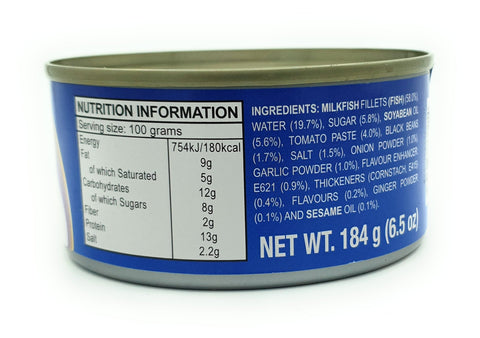 NUTRITION INFORMATION
Serving size: 100 grams
Energy 754kJ/180kcal
Fat 9g
of which Saturated 5g
Carbohydrates 12g
of which Sugars 8g
Fiber 2g
Protein 13g
Salt 2.2g
INGREDIENTS: MILKFISH FILLETS (FISH) (58.0%),
WATER (19.7%), SUGAR (5.8%), SOYABEAN OIL
(5.6%), TOMATO PASTE (4.0%), BLACK BEANS
(1.7%), SALT (1.5%), ONION POWDER (1.0%),
GARLIC POWDER (1.0%), FLAVOUR ENHANCER:
E621 (0.9%), THICKENERS (CORNSTACH, E415)
(0.4%), FLAVOURS (0.2%), GINGER POWDER
(0.1%) AND SESAME OIL (0.1%).
NET WT. 184 g (6.5 oz)